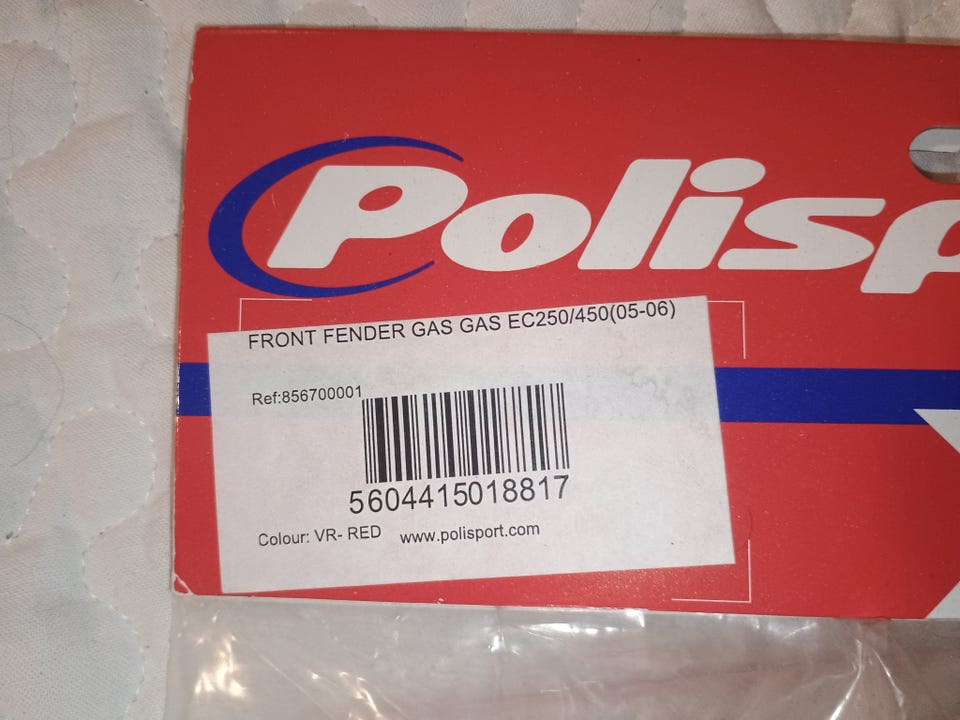 Polisp
FRONT FENDER GAS GAS EC250/450(05-06)
Ref:856700001
5604415018817
Colour: VR- RED www.polisport.com